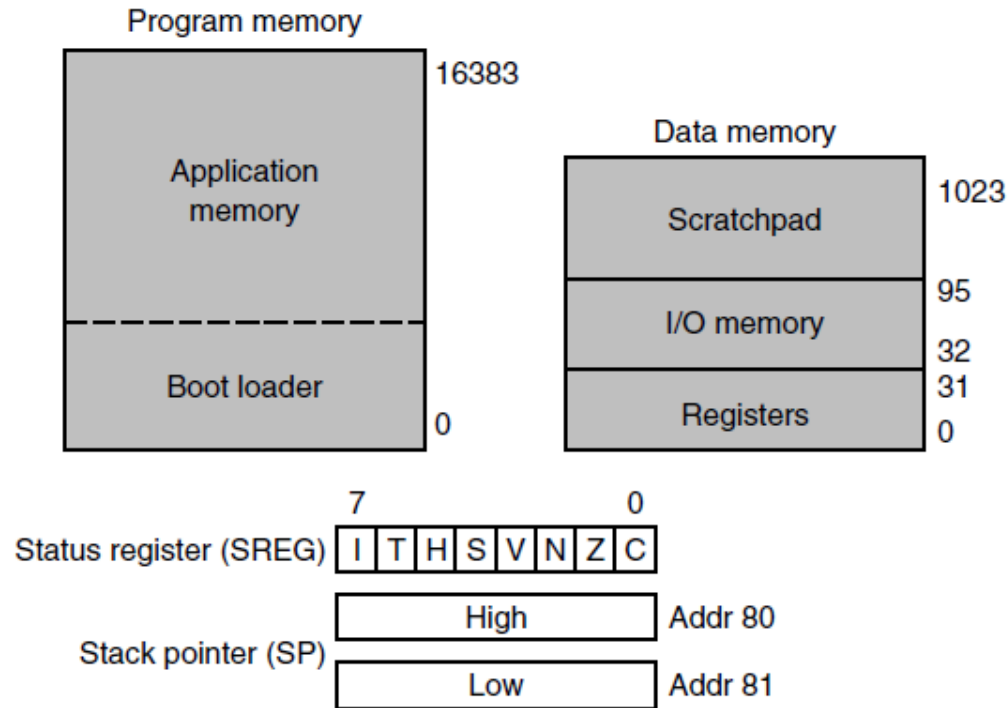 Program memory
16383
Application
memory
Boot loader
0
Data memory
1023
Scratchpad
95
I/O memory
32
31
Registers
0
7 0
Status register (SREG) I T H S V N Z C
High Addr 80
Stack pointer (SP)
Low Addr 81